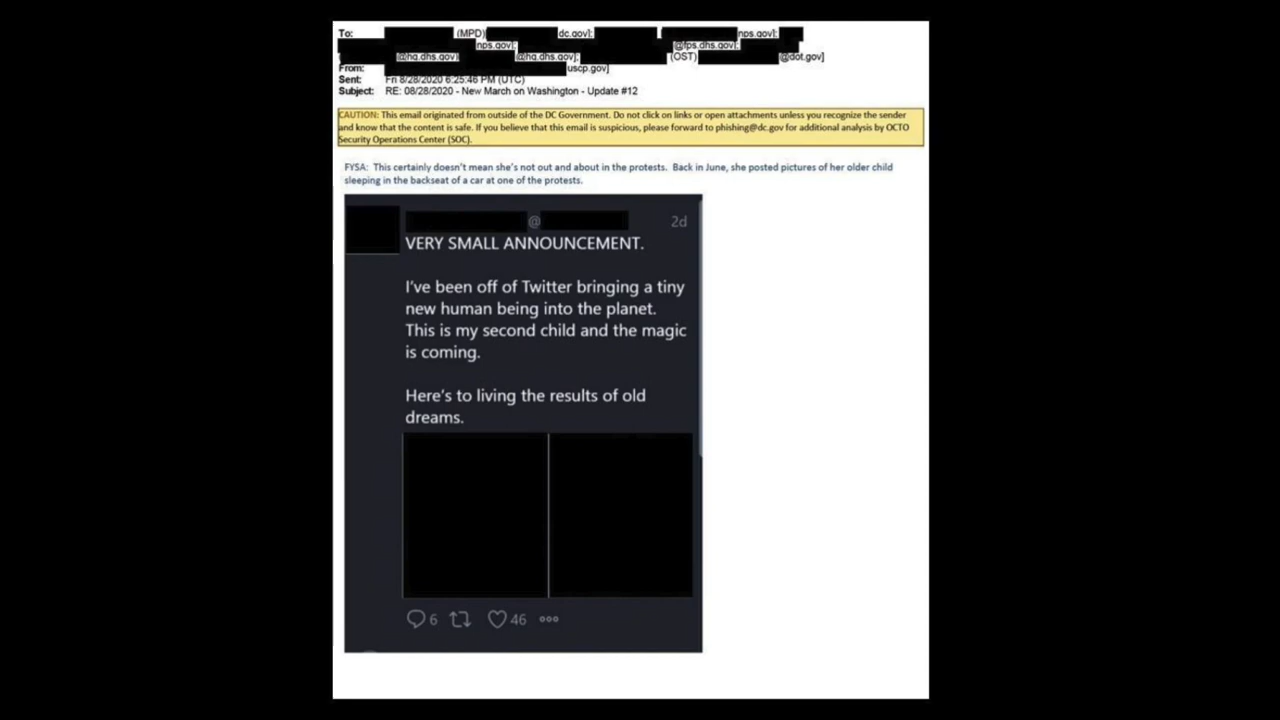 To: (MPD) dc.gov]; nps.gov];
nps.gov]; @fps.dhs.gov];
@hq.dhs.gov] @hq.dhs.gov]; (OST) @dot.gov]
From: uscp.gov]
Sent: Fri 8/28/2020 6:25:46 PM (UTC)
Subject: RE: 08/28/2020 - New March on Washington - Update #12
CAUTION: This email originated from outside of the DC Government. Do not click on links or open attachments unless you recognize the sender
and know that the content is safe. If you believe that this email is suspicious, please forward to phishing@dc.gov for additional analysis by OCTO
Security Operations Center (SOC).
FYSA: This certainly doesn't mean she's not out and about in the protests. Back in June, she posted pictures of her older child
sleeping in the backseat of a car at one of the protests.
@ 2d
VERY SMALL ANNOUNCEMENT.
I've been off of Twitter bringing a tiny
new human being into the planet.
This is my second child and the magic
is coming.
Here's to living the results of old
dreams.
6 46